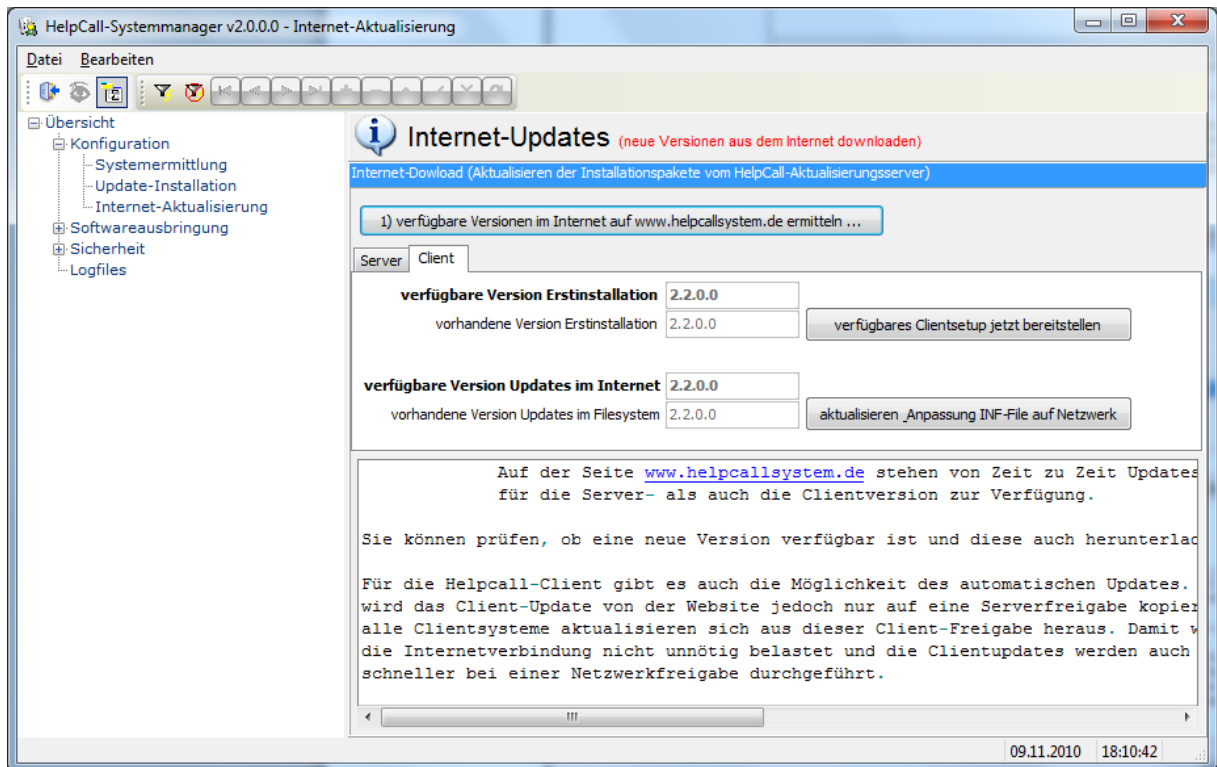 HelpCall-Systemmanager v2.0.0.0 - Internet-Aktualisierung
Datei Bearbeiten
Übersicht
Konfiguration
Systemermittlung
Update-Installation
Internet-Aktualisierung
Softwareausbringung
Sicherheit
Logfiles
Internet-Updates (neue Versionen aus dem Internet downloaden)
Internet-Dowload (Aktualisieren der Installationspakete vom HelpCall-Aktualisierungsserver)
1) verfügbare Versionen im Internet auf www.helpcallsystem.de ermitteln ...
Server Client
verfügbare Version Erstinstallation 2.2.0.0
vorhandene Version Erstinstallation 2.2.0.0 verfügbares Clientsetup jetzt bereitstellen
verfügbare Version Updates im Internet 2.2.0.0
vorhandene Version Updates im Filesystem 2.2.0.0 aktualisieren _Anpassung INF-File auf Netzwerk
Auf der Seite www.helpcallsystem.de stehen von Zeit zu Zeit Updates
für die Server- als auch die Clientversion zur Verfügung.
Sie können prüfen, ob eine neue Version verfügbar ist und diese auch herunterlad
Für die Helpcall-Client gibt es auch die Möglichkeit des automatischen Updates.
wird das Client-Update von der Website jedoch nur auf eine Serverfreigabe kopier
alle Clientsysteme aktualisieren sich aus dieser Client-Freigabe heraus. Damit w
die Internetverbindung nicht unnötig belastet und die Clientupdates werden auch
schneller bei einer Netzwerkfreigabe durchgeführt.
09.11.2010 18:10:42